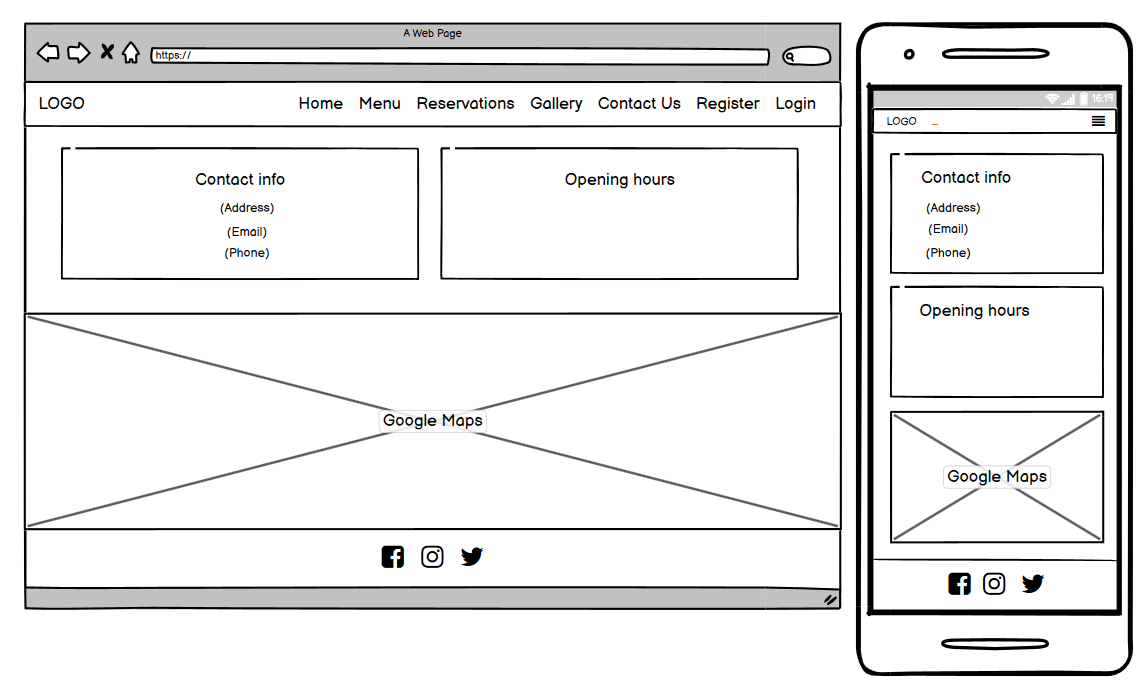 A Web Page
https://
LOGO Home Menu Reservations Gallery Contact Us Register Login
Contact info
(Address)
(Email)
(Phone)
Opening hours
Google Maps
16:19
LOGO ...
Contact info
(Address)
(Email)
(Phone)
Opening hours
Google Maps